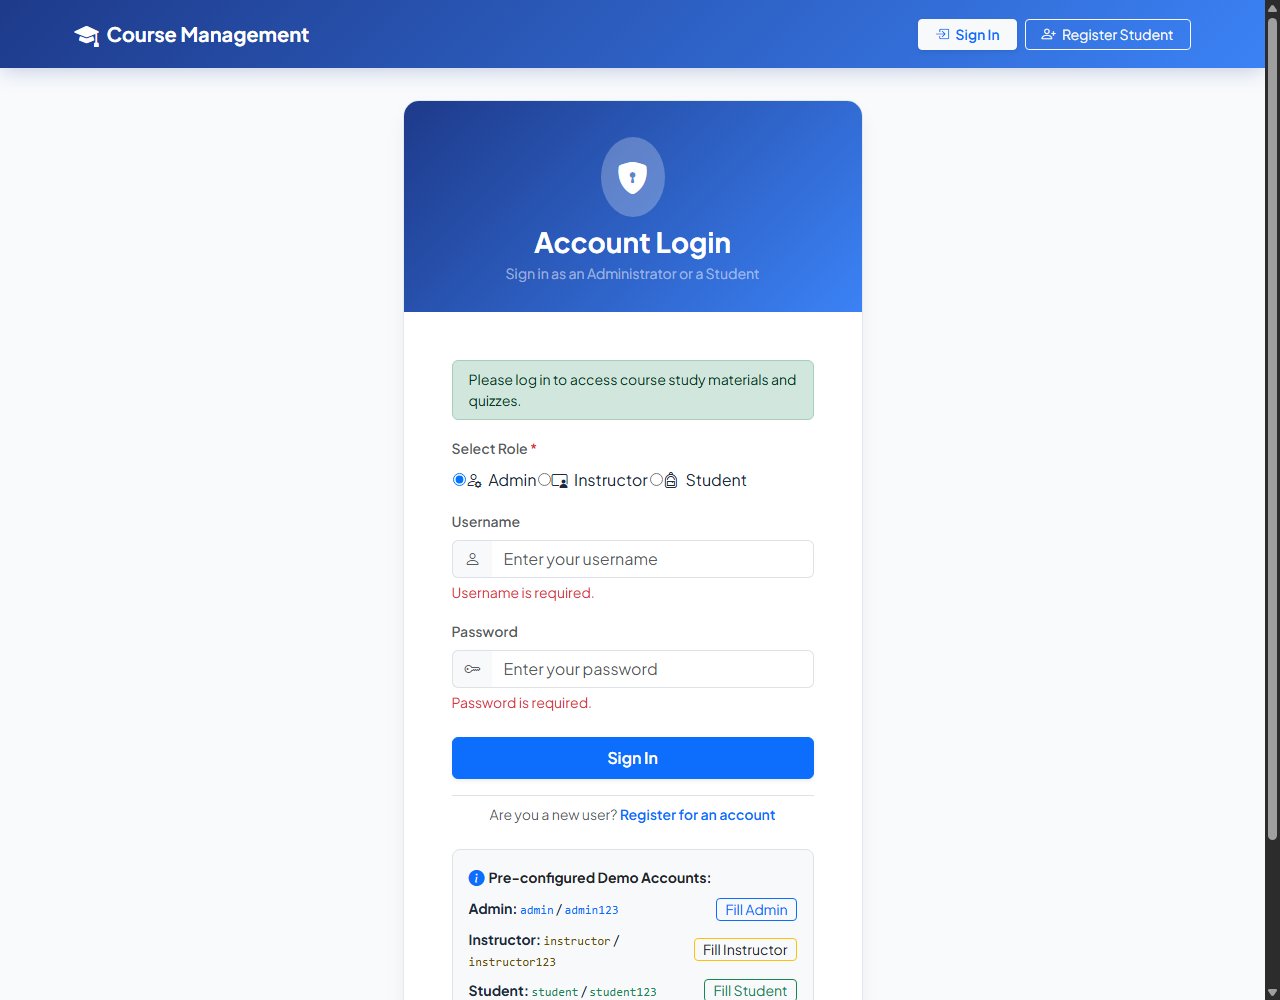 Course Management
Sign In
Register Student
Account Login
Sign in as an Administrator or a Student
Please log in to access course study materials and
quizzes.
Select Role *
Admin
Instructor
Student
Username
Enter your username
Username is required.
Password
Enter your password
Password is required.
Sign In
Are you a new user? Register for an account
Pre-configured Demo Accounts:
Admin: admin / admin123
Fill Admin
Instructor: instructor /
instructor123
Fill Instructor
Student: student / student123
Fill Student